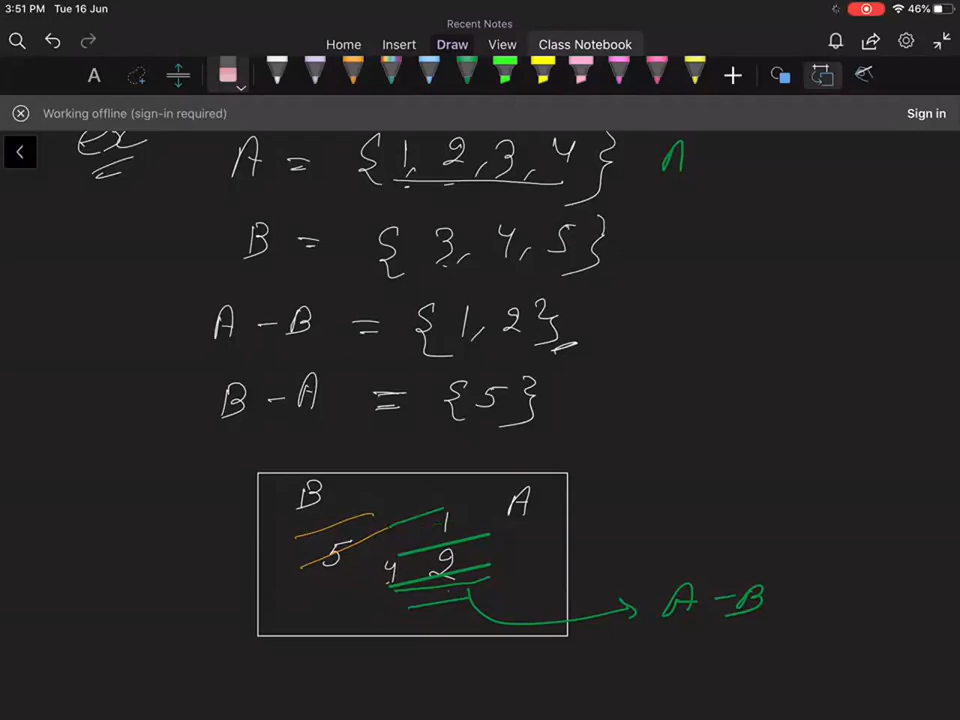 3:51 PM Tue 16 Jun
46%
Recent Notes
Home Insert Draw View Class Notebook
A
Working offline (sign-in required) Sign in
ex
A = {1, 2, 3, 4} A
B = {3, 4, 5}
A - B = {1, 2}
B - A = {5}
B A
1
5 4 2
A - B